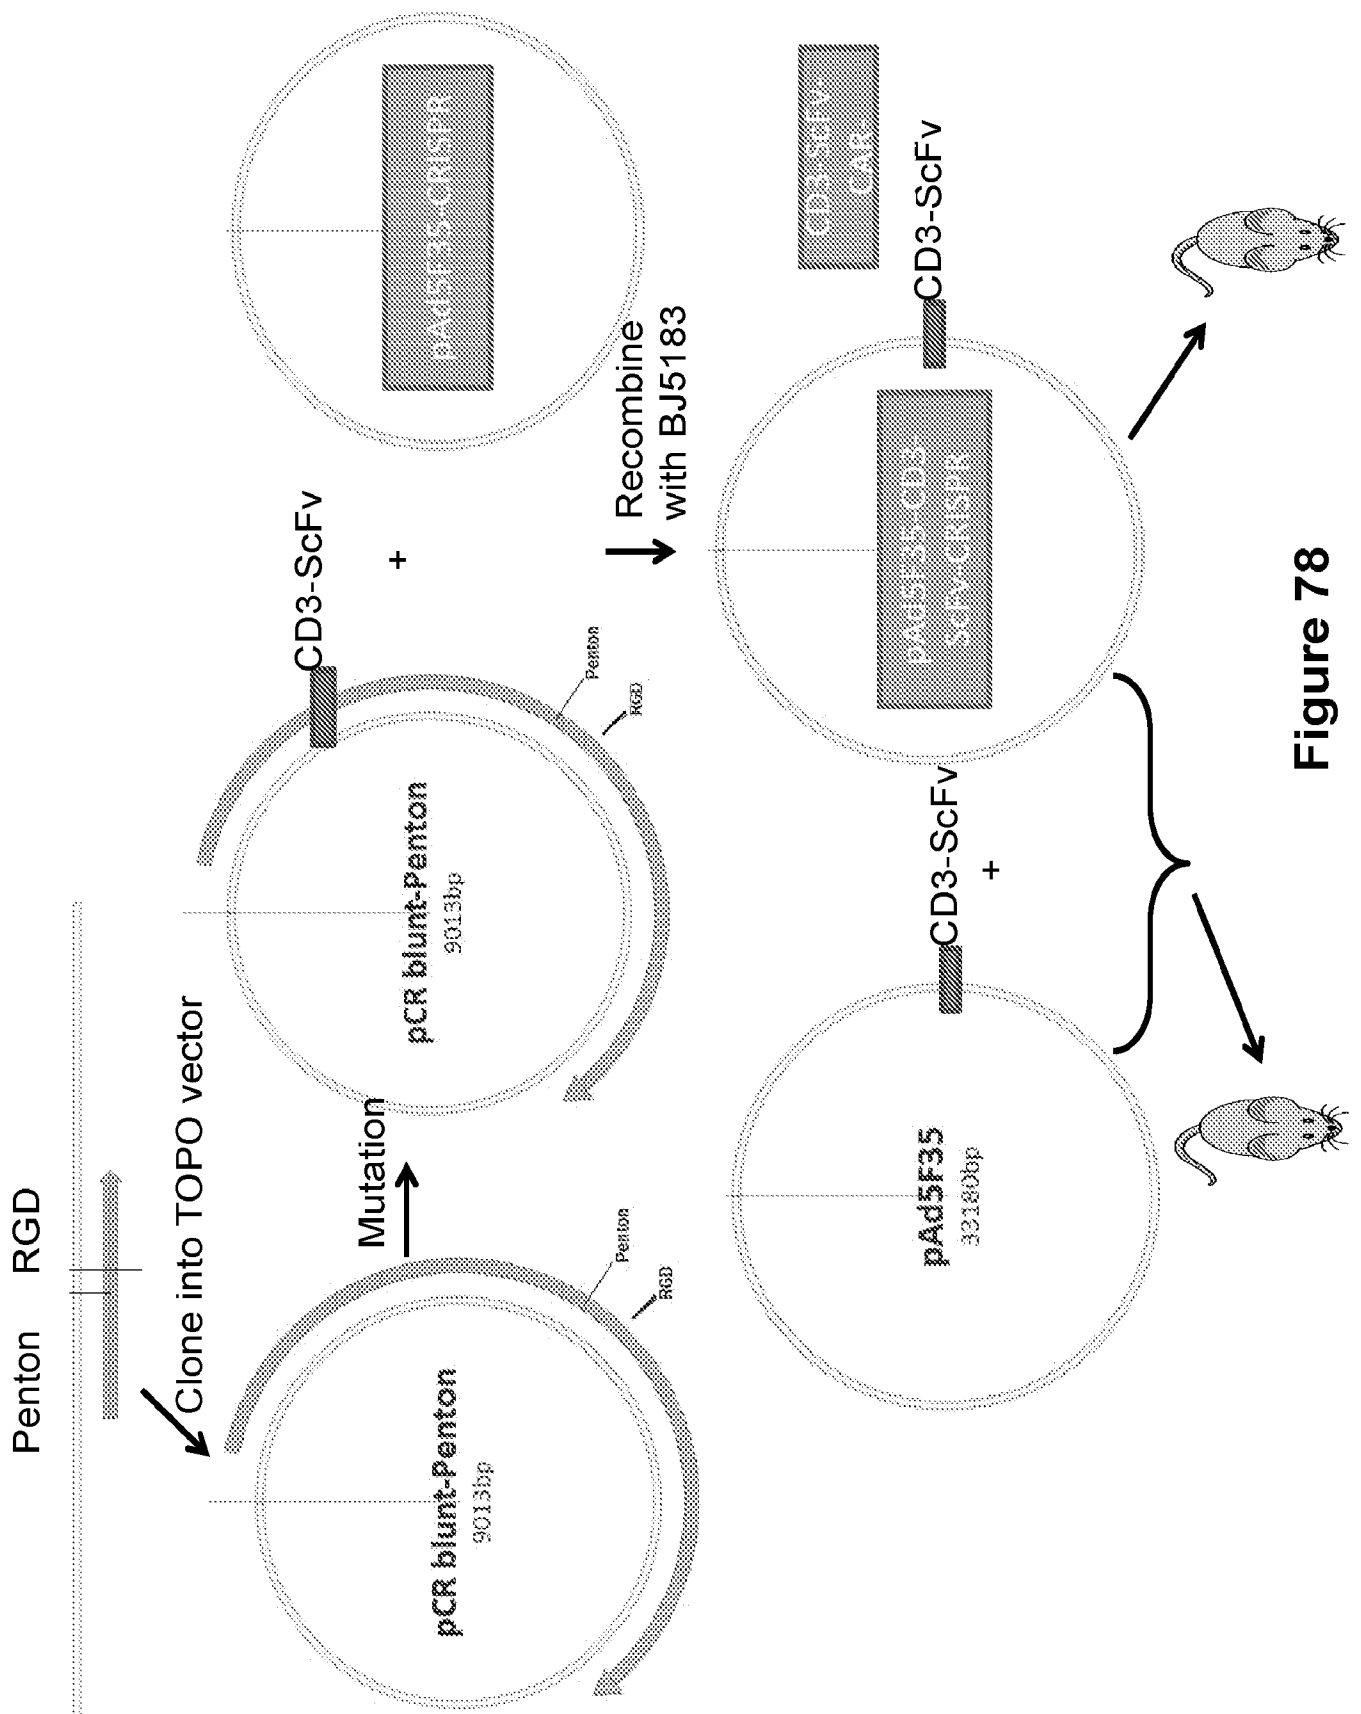 Penton RGD
Clone into TOPO vector
pCR blunt-Penton
9013bp
Penton
RGD
Mutation
pCR blunt-Penton
9013bp
CD3-ScFv
Penton
RGD
+
pAd5F35-CRISPR
Recombine
with BJ5183
pAd5F35
33180bp
CD3-ScFv
+
pAd5F35-CD3-
ScFv-CRISPR
CD3-ScFv
CD3-ScFv-
CAR-
Figure 78